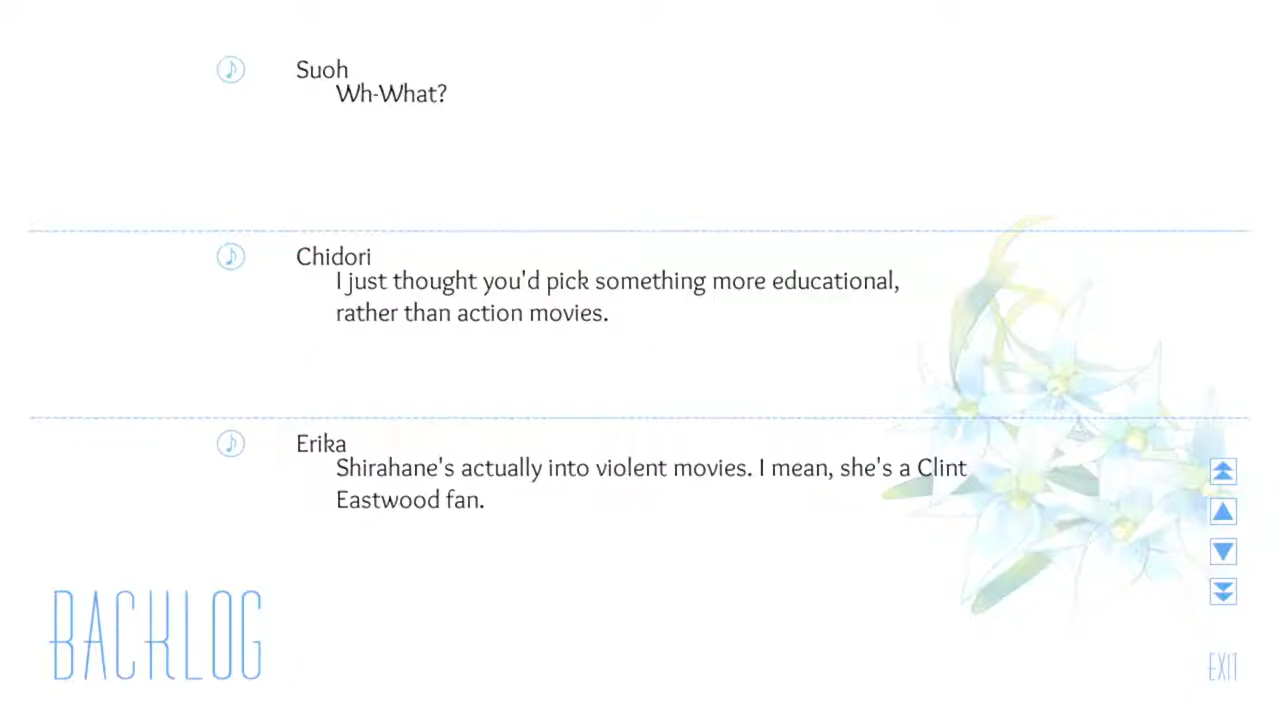 Suoh
Wh-What?
Chidori
I just thought you'd pick something more educational,
rather than action movies.
Erika
Shirahane's actually into violent movies. I mean, she's a Clint
Eastwood fan.
BACKLOG
EXIT